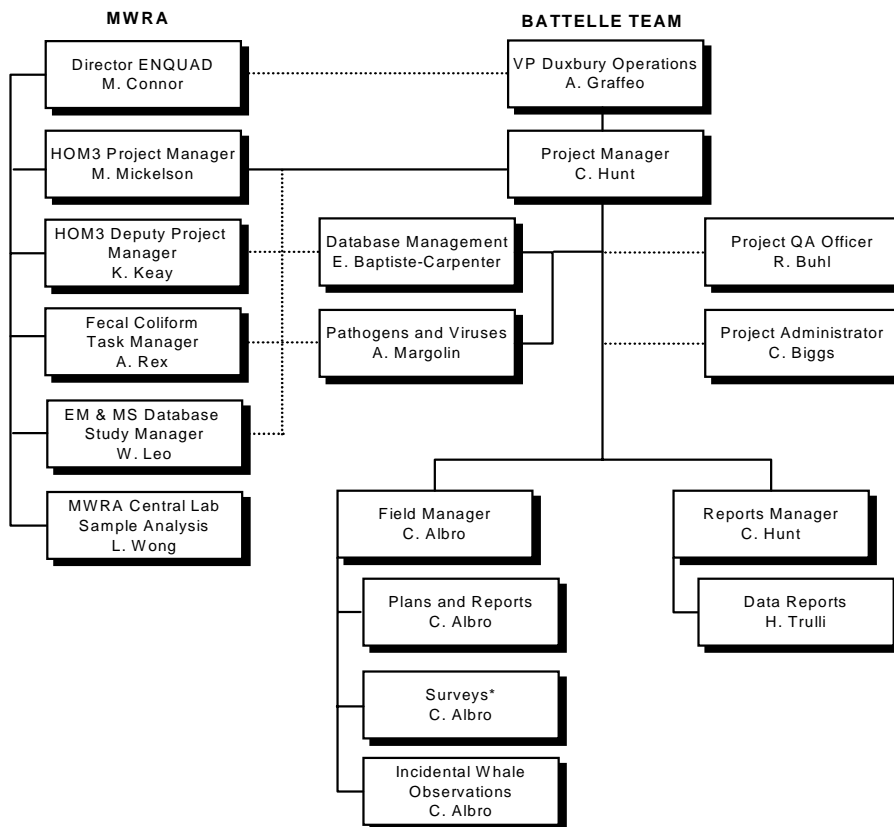 MWRA
BATTELLE TEAM
Director ENQUAD
M. Connor
VP Duxbury Operations
A. Graffeo
HOM3 Project Manager
M. Mickelson
Project Manager
C. Hunt
HOM3 Deputy Project
Manager
K. Keay
Database Management
E. Baptiste-Carpenter
Project QA Officer
R. Buhl
Fecal Coliform
Task Manager
A. Rex
Pathogens and Viruses
A. Margolin
Project Administrator
C. Biggs
EM & MS Database
Study Manager
W. Leo
MWRA Central Lab
Sample Analysis
L. Wong
Field Manager
C. Albro
Reports Manager
C. Hunt
Plans and Reports
C. Albro
Data Reports
H. Trulli
Surveys*
C. Albro
Incidental Whale
Observations
C. Albro